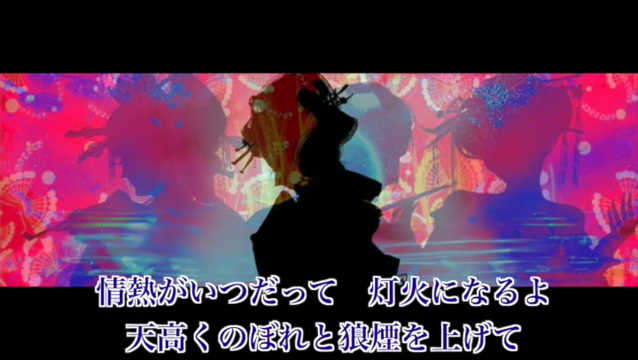 情熱がいつだって　灯火になるよ
天高くのぼれと狼煙を上げて